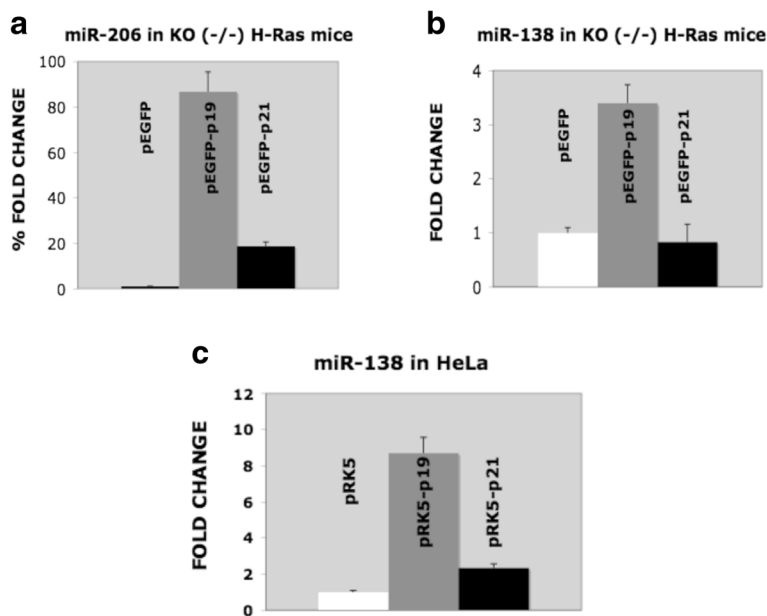 a
miR-206 in KO (-/-) H-Ras mice
% FOLD CHANGE
100
80
60
40
20
0
pEGFP
pEGFP-p19
pEGFP-p21
b
miR-138 in KO (-/-) H-Ras mice
FOLD CHANGE
4
3
2
1
0
pEGFP
pEGFP-p19
pEGFP-p21
c
miR-138 in HeLa
FOLD CHANGE
12
10
8
6
4
2
0
pRK5
pRK5-p19
pRK5-p21